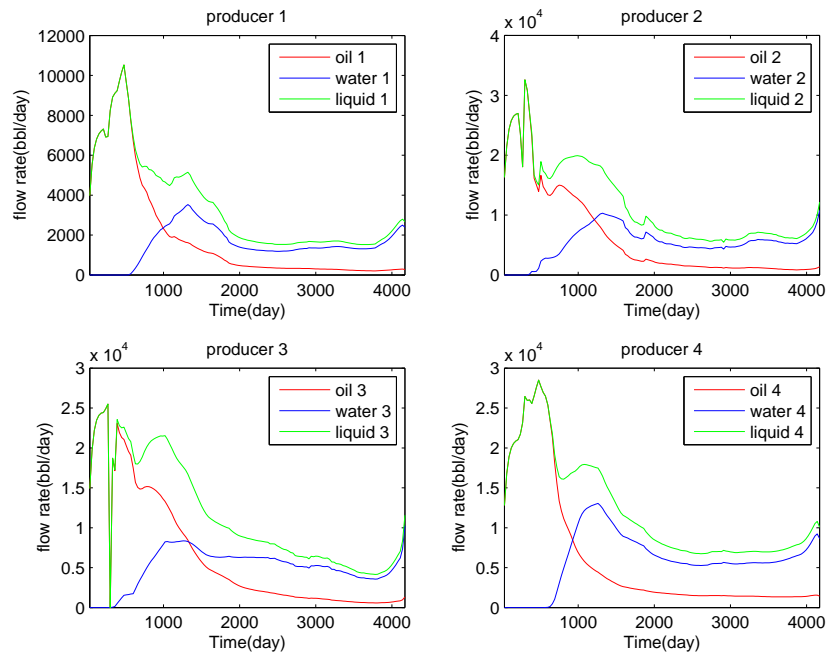 producer 1
12000
10000
8000
6000
4000
2000
0
flow rate(bbl/day)
1000 2000 3000 4000
Time(day)
oil 1
water 1
liquid 1
producer 2
x 10^4
4
3
2
1
0
flow rate(bbl/day)
1000 2000 3000 4000
Time(day)
oil 2
water 2
liquid 2
producer 3
x 10^4
3
2.5
2
1.5
1
0.5
0
flow rate(bbl/day)
1000 2000 3000 4000
Time(day)
oil 3
water 3
liquid 3
producer 4
x 10^4
3
2.5
2
1.5
1
0.5
0
flow rate(bbl/day)
1000 2000 3000 4000
Time(day)
oil 4
water 4
liquid 4